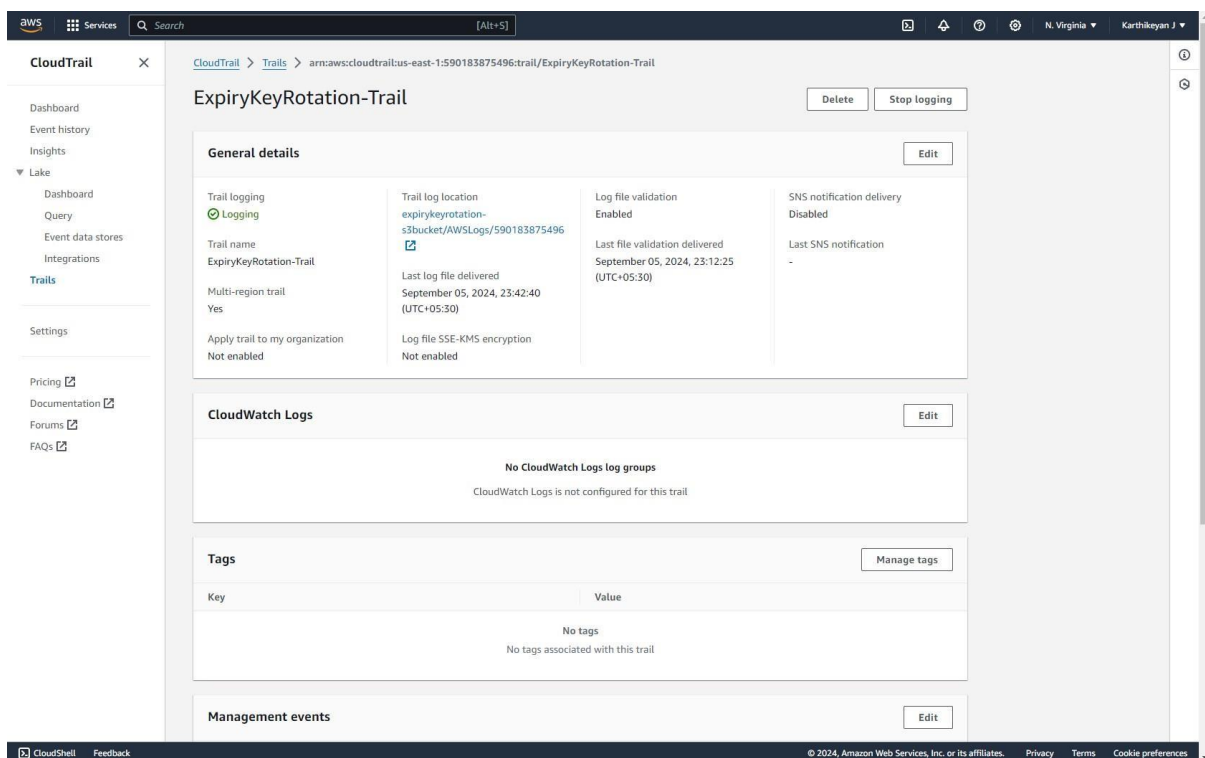 aws
Services
Search
[Alt+S]
N. Virginia
Karthikeyan J
CloudTrail
CloudTrail > Trails > arn:aws:cloudtrail:us-east-1:590183875496:trail/ExpiryKeyRotation-Trail
ExpiryKeyRotation-Trail
Delete
Stop logging
Dashboard
Event history
Insights
Lake
Dashboard
Query
Event data stores
Integrations
Trails
Settings
Pricing
Documentation
Forums
FAQs
General details
Edit
Trail logging
Logging
Trail name
ExpiryKeyRotation-Trail
Multi-region trail
Yes
Apply trail to my organization
Not enabled
Trail log location
expirykeyrotation-
s3bucket/AWSLogs/590183875496
Last log file delivered
September 05, 2024, 23:42:40
(UTC+05:30)
Log file SSE-KMS encryption
Not enabled
Log file validation
Enabled
Last file validation delivered
September 05, 2024, 23:12:25
(UTC+05:30)
SNS notification delivery
Disabled
Last SNS notification
-
CloudWatch Logs
Edit
No CloudWatch Logs log groups
CloudWatch Logs is not configured for this trail
Tags
Manage tags
Key
Value
No tags
No tags associated with this trail
Management events
Edit
CloudShell
Feedback
© 2024, Amazon Web Services, Inc. or its affiliates.
Privacy
Terms
Cookie preferences